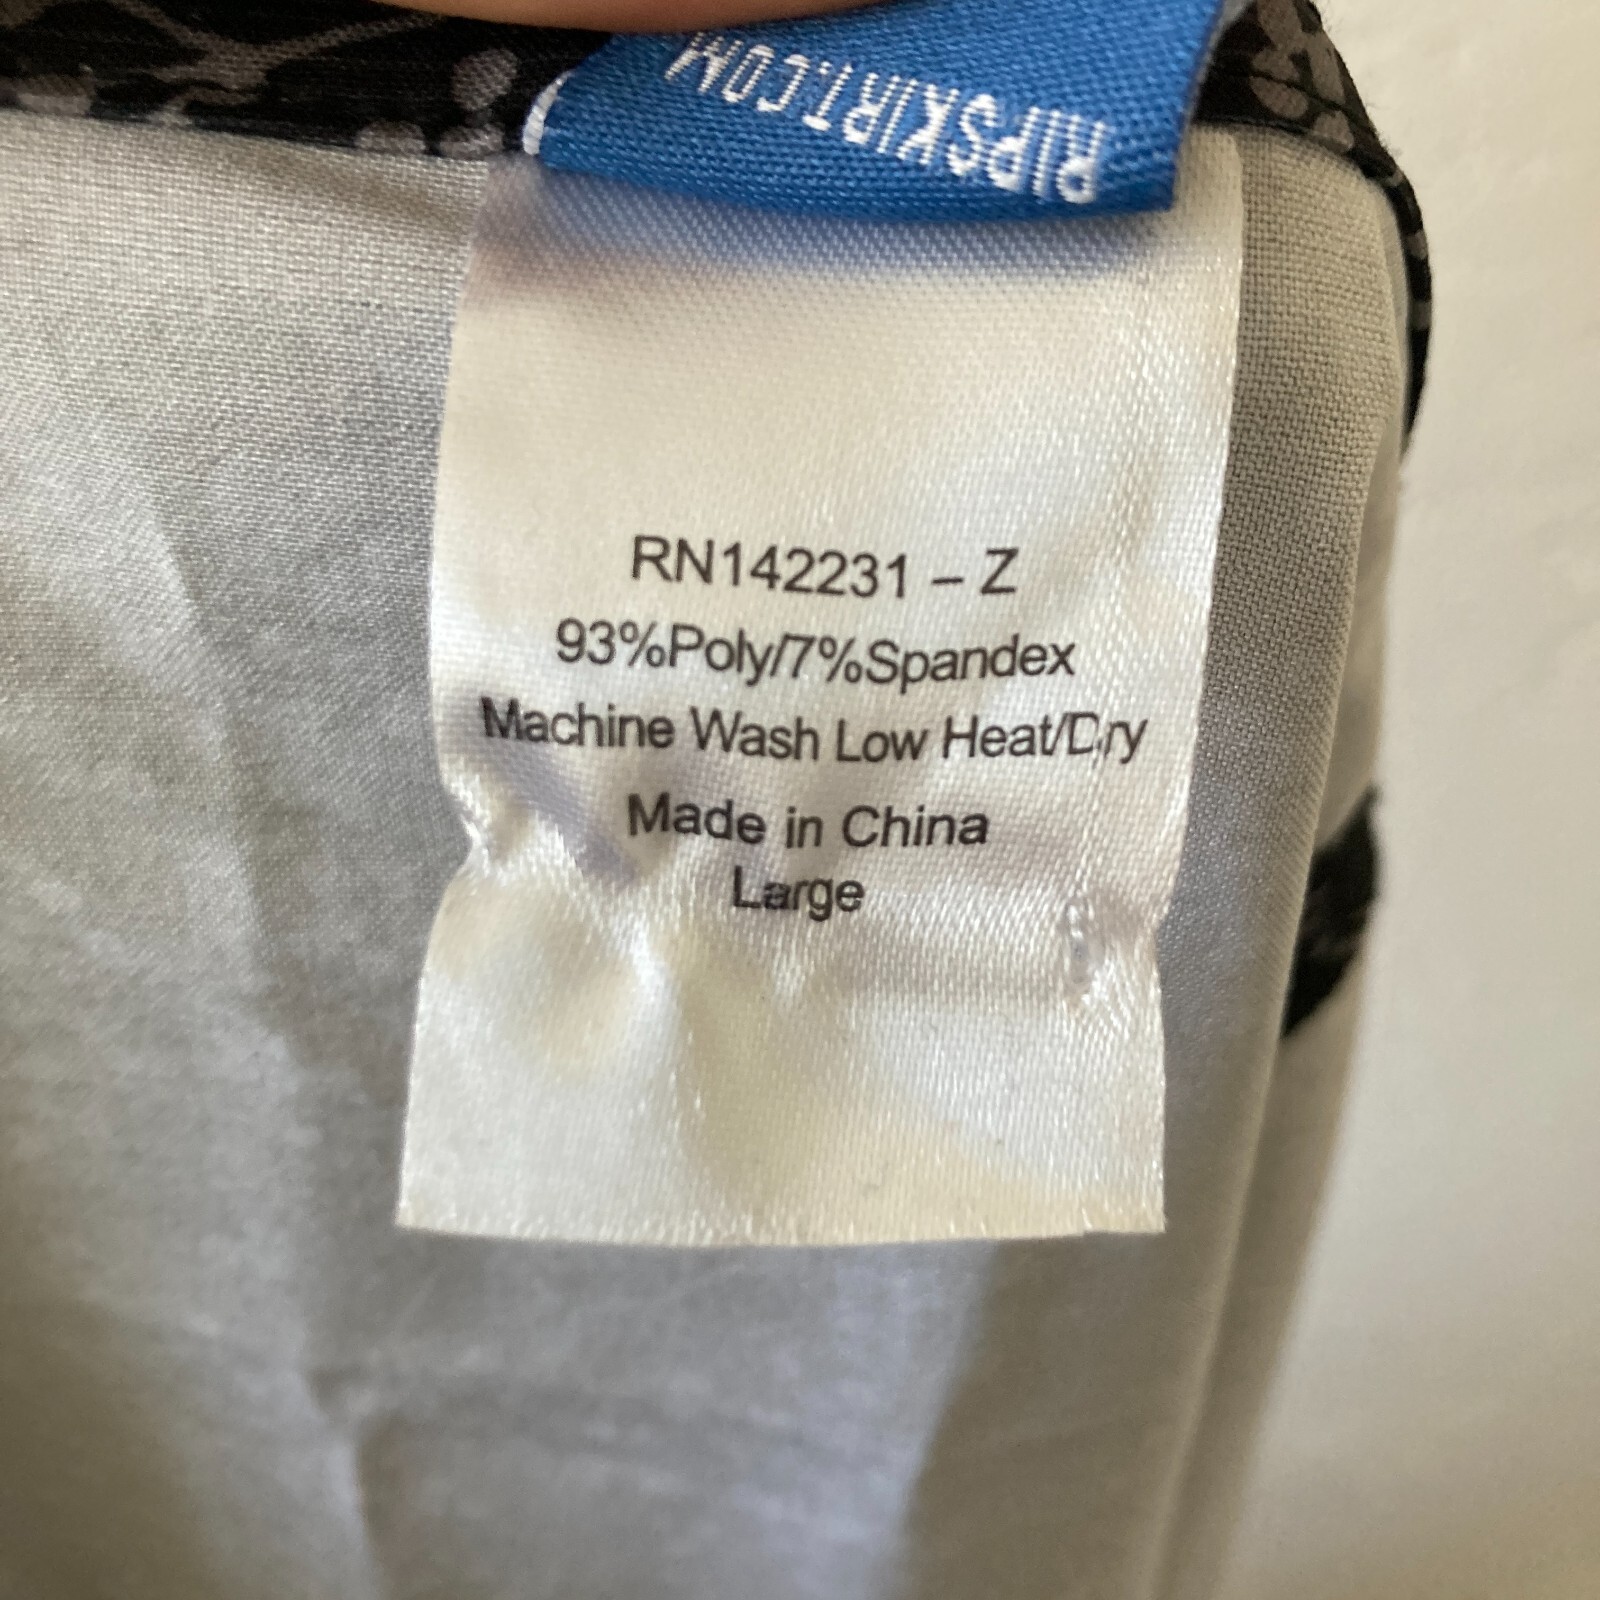 RIPSKIRT.COM
RN142231 – Z
93%Poly/7%Spandex
Machine Wash Low Heat/Dry
Made in China
Large